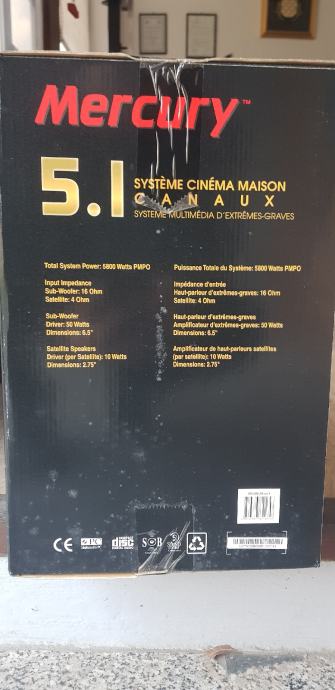 Mercury™
5.1
SYSTÈME CINÉMA MAISON
CANAUX
SYSTÈME MULTIMÉDIA D'EXTRÊMES-GRAVES
Total System Power: 5800 Watts PMPO
Input Impedance
Sub-Woofer: 16 Ohm
Satellite: 4 Ohm
Sub-Woofer
Driver: 50 Watts
Dimensions: 6.5"
Satellite Speakers
Driver (per Satellite): 10 Watts
Dimensions: 2.75"
Puissance Totale du Système: 5800 Watts PMPO
Impédance d'entrée
Haut-parleur d'extrêmes-graves: 16 Ohm
Satellite: 4 Ohm
Haut-parleur d'extrêmes-graves
Amplificateur d'extrêmes-graves: 50 Watts
Dimensions: 6.5"
Amplificateur de haut-parleurs satellites
(par satellite): 10 Watts
Dimensions: 2.75"
CE
PC
disc